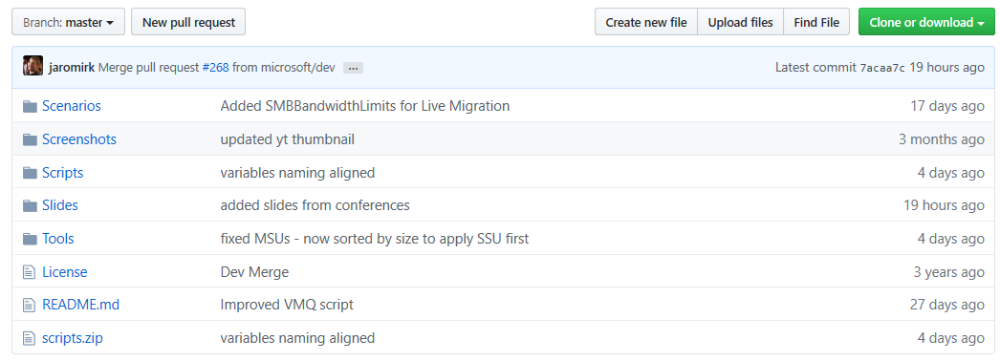 Branch: master New pull request Create new file Upload files Find File Clone or download
jaromirk Merge pull request #268 from microsoft/dev ... Latest commit 7acaa7c 19 hours ago
Scenarios Added SMBBandwidthLimits for Live Migration 17 days ago
Screenshots updated yt thumbnail 3 months ago
Scripts variables naming aligned 4 days ago
Slides added slides from conferences 19 hours ago
Tools fixed MSUs - now sorted by size to apply SSU first 4 days ago
License Dev Merge 3 years ago
README.md Improved VMQ script 27 days ago
scripts.zip variables naming aligned 4 days ago